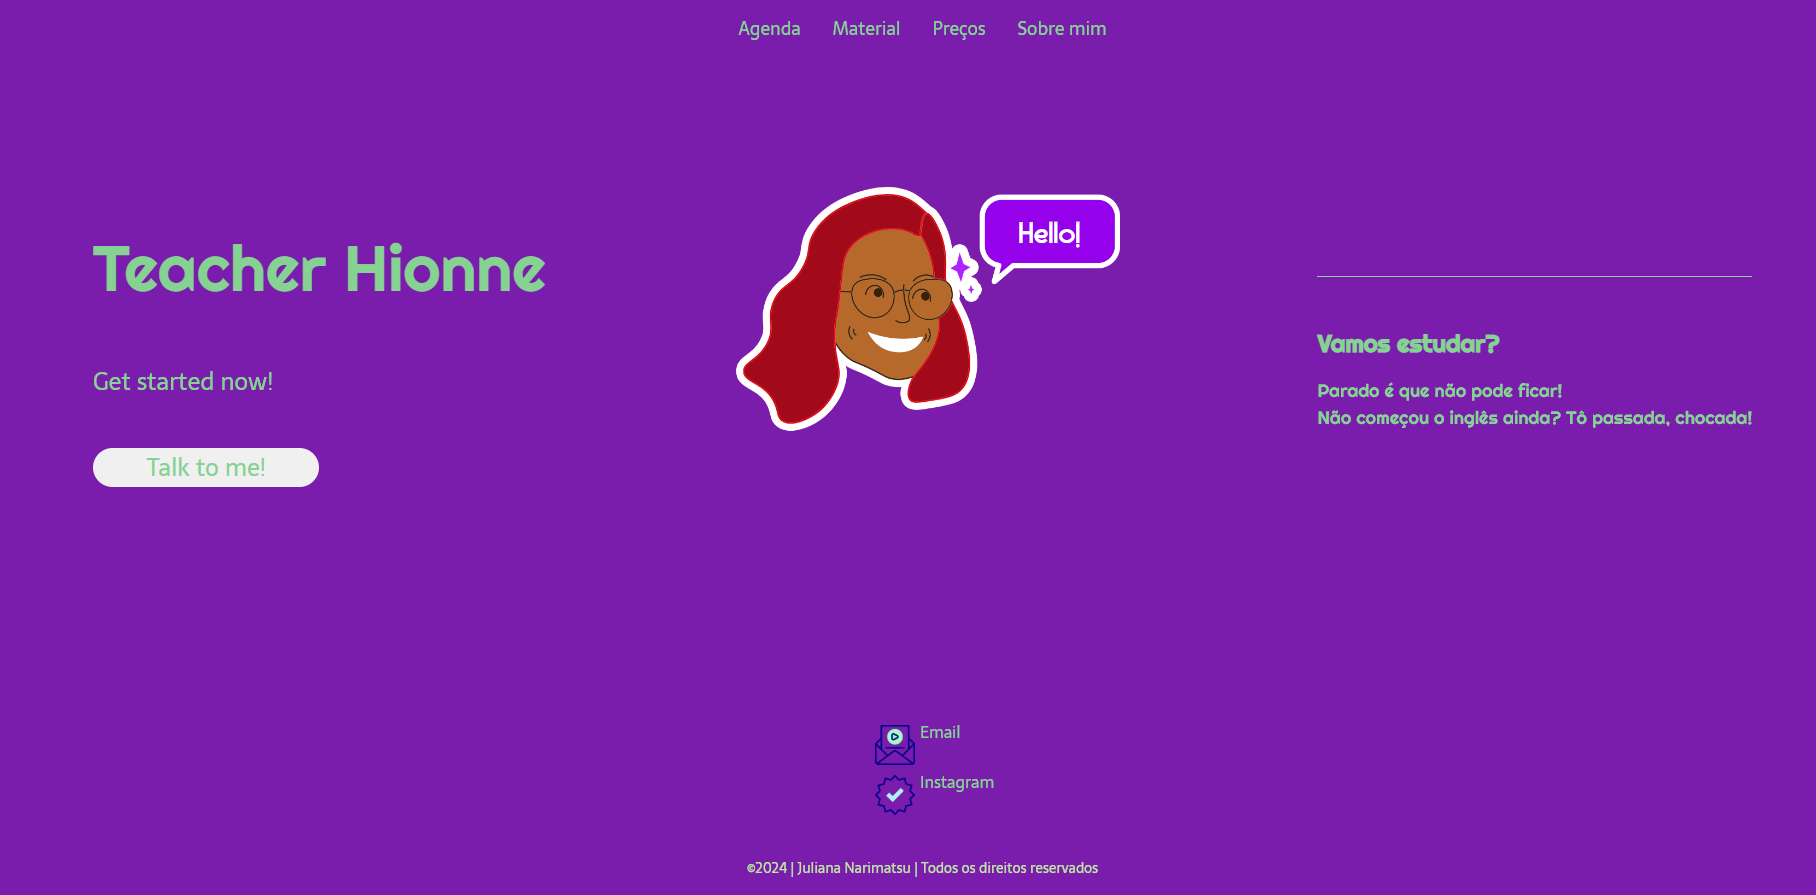 Agenda Material Preços Sobre mim
Teacher Hionne
Get started now!
Talk to me!
Hello!
Vamos estudar?
Parado é que não pode ficar!
Não começou o inglês ainda? Tô passada, chocada!
Email
Instagram
©2024 | Juliana Narimatsu | Todos os direitos reservados